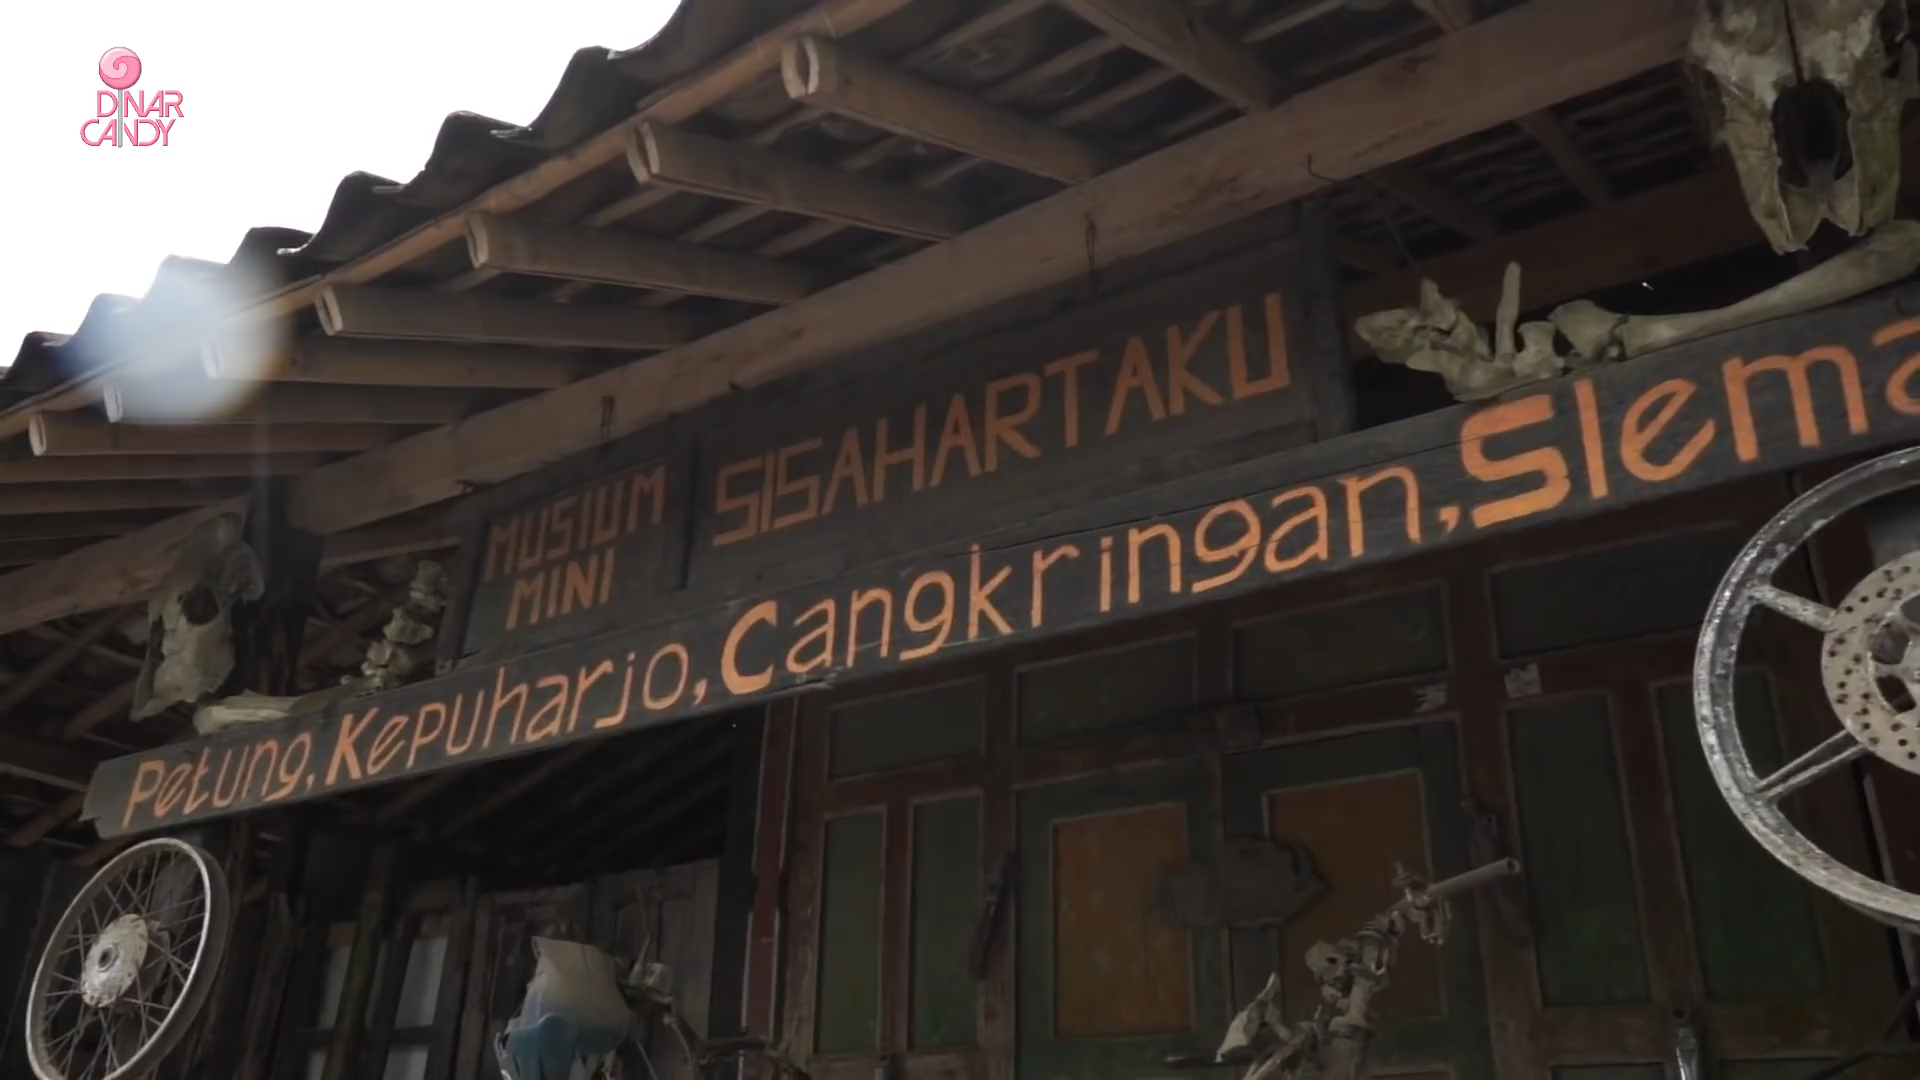 DINAR
CANDY
MUSIUM
MINI
SISAHARTAKU
Petung, Kepuharjo, Cangkringan, Slema